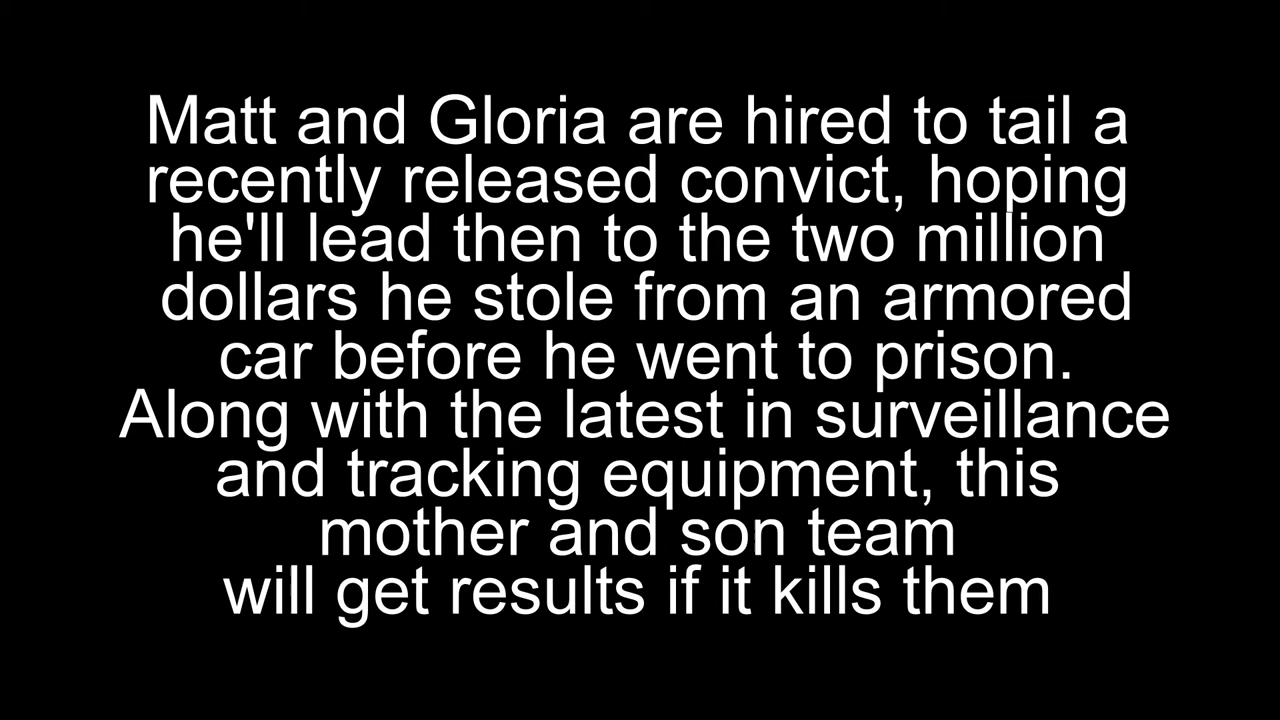 Matt and Gloria are hired to tail a
recently released convict, hoping
he'll lead then to the two million
dollars he stole from an armored
car before he went to prison.
Along with the latest in surveillance
and tracking equipment, this
mother and son team
will get results if it kills them